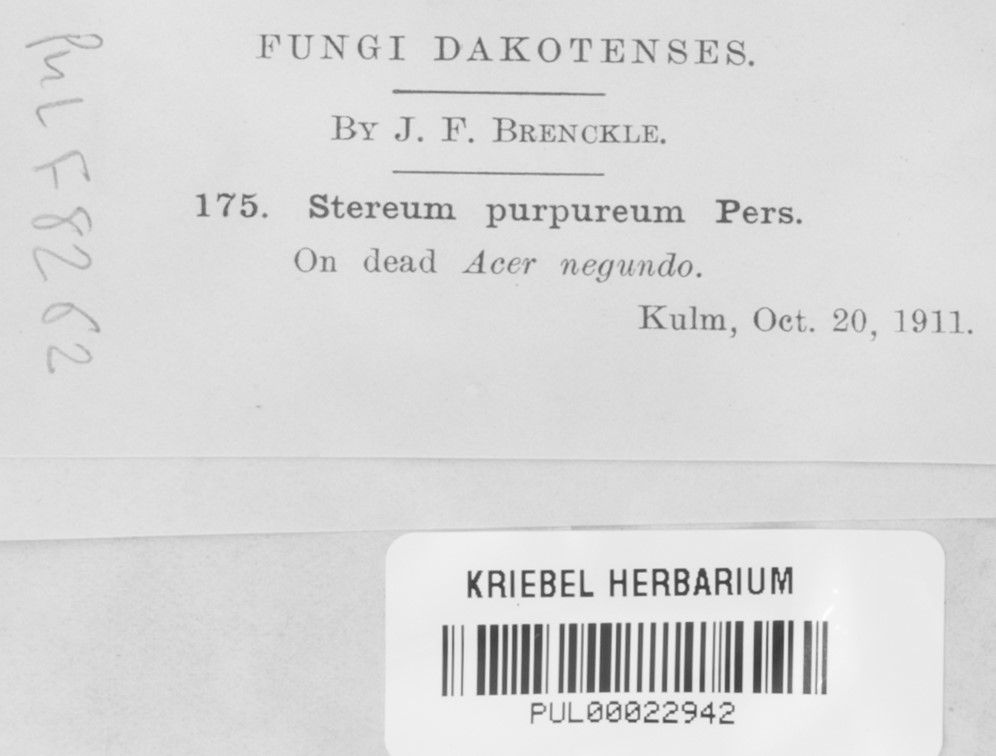 FUNGI DAKOTENSES.
BY J. F. BRENCKLE.
175. Stereum purpureum Pers.
On dead Acer negundo.
Kulm, Oct. 20, 1911.
PUL F8262
KRIEBEL HERBARIUM
PUL00022942